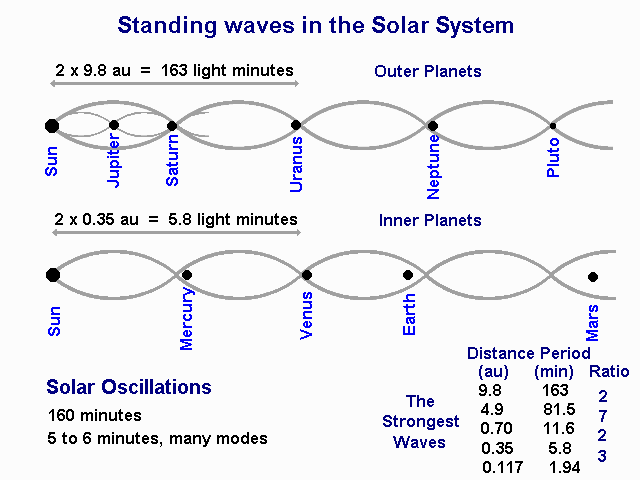 Standing waves in the Solar System
2 x 9.8 au = 163 light minutes
Outer Planets
Sun
Jupiter
Saturn
Uranus
Neptune
Pluto
2 x 0.35 au = 5.8 light minutes
Inner Planets
Sun
Mercury
Venus
Earth
Mars
Solar Oscillations
160 minutes
5 to 6 minutes, many modes
The
Strongest
Waves
Distance Period
(au) (min) Ratio
9.8 163
2
4.9 81.5
7
0.70 11.6
2
0.35 5.8
3
0.117 1.94